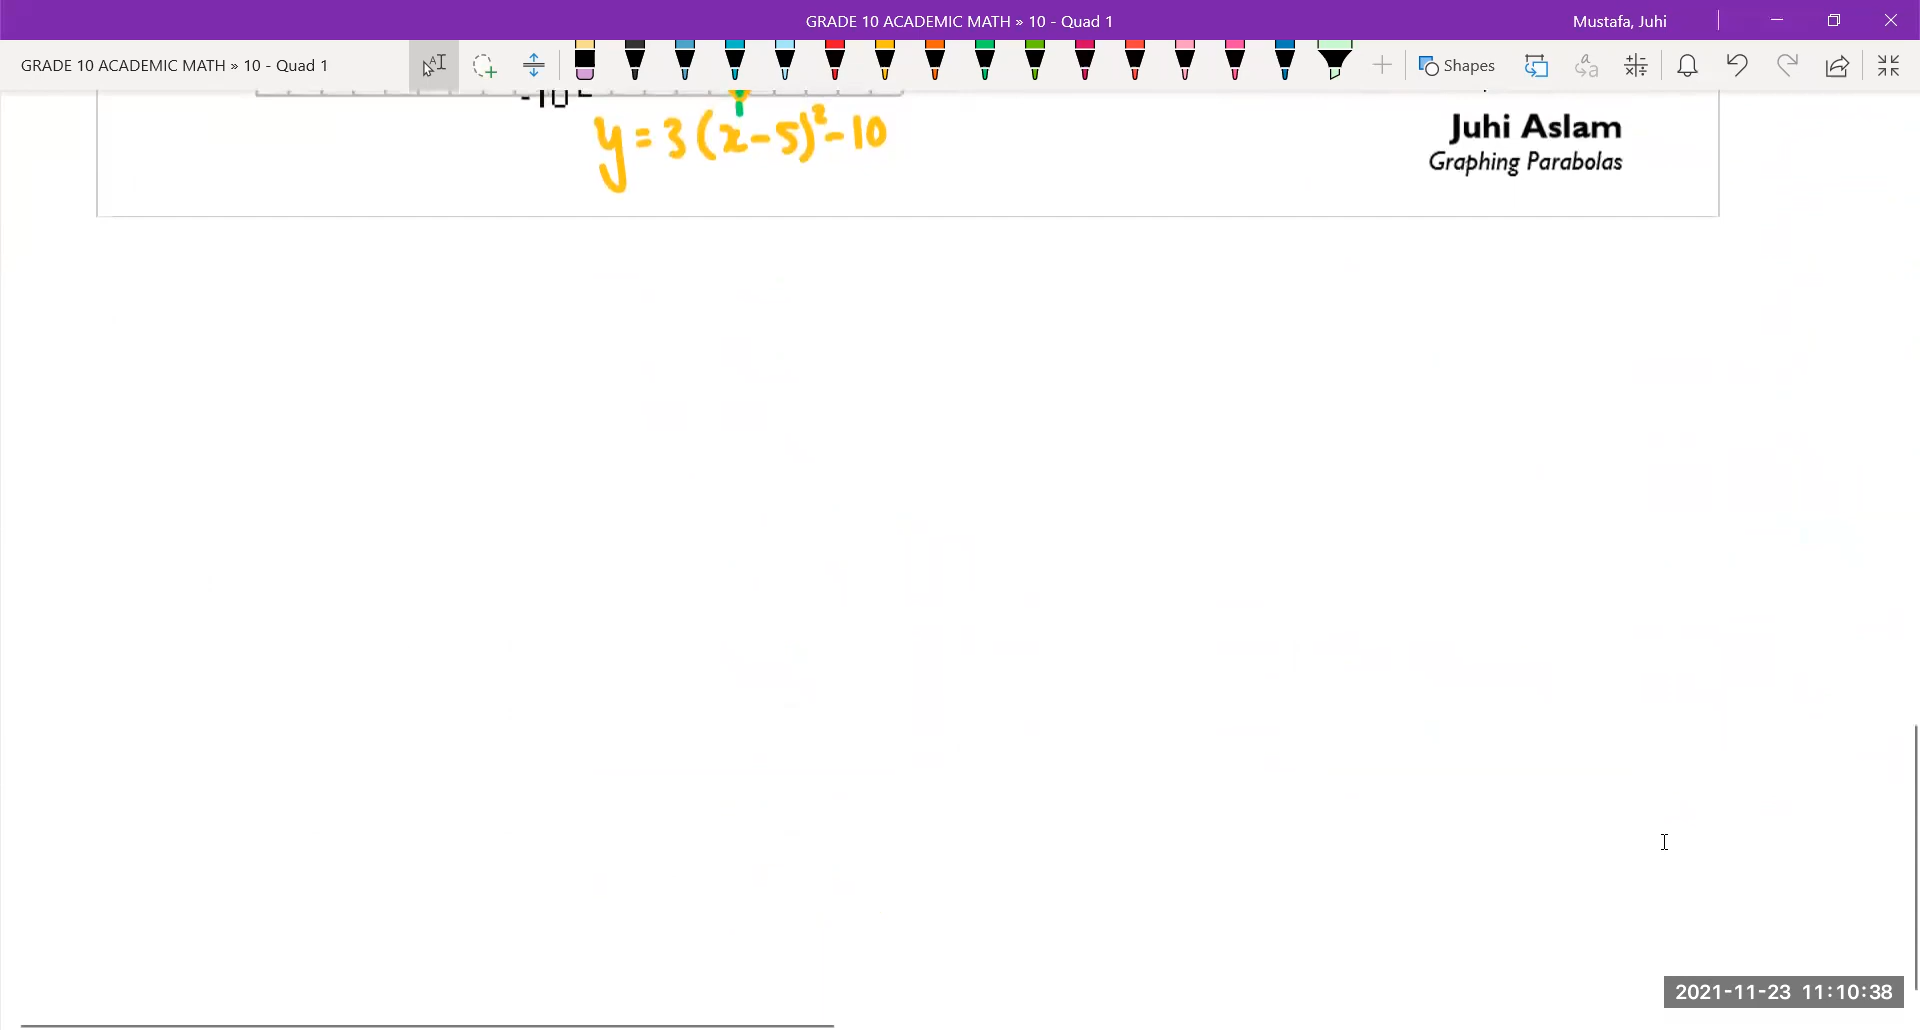 GRADE 10 ACADEMIC MATH » 10 - Quad 1
Mustafa, Juhi
GRADE 10 ACADEMIC MATH » 10 - Quad 1
Shapes
-10
y = 3(x-5)² - 10
Juhi Aslam
Graphing Parabolas
2021-11-23 11:10:38